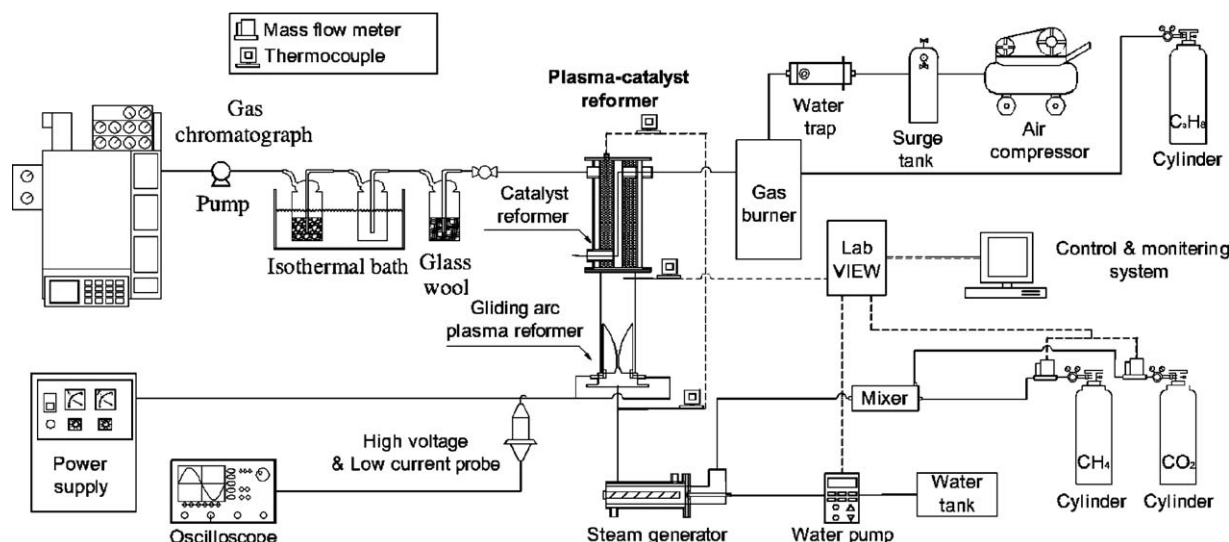 Mass flow meter
Thermocouple
Plasma-catalyst
reformer
Gas
chromatograph
Pump
Isothermal bath
Glass
wool
Catalyst
reformer
Gliding arc
plasma reformer
Gas
burner
Water
trap
Surge
tank
Air
compressor
C₃H₈
Cylinder
Lab
VIEW
Control & monitering
system
Mixer
CH₄
Cylinder
CO₂
Cylinder
Power
supply
Oscilloscope
High voltage
& Low current probe
Steam generator
Water pump
Water
tank